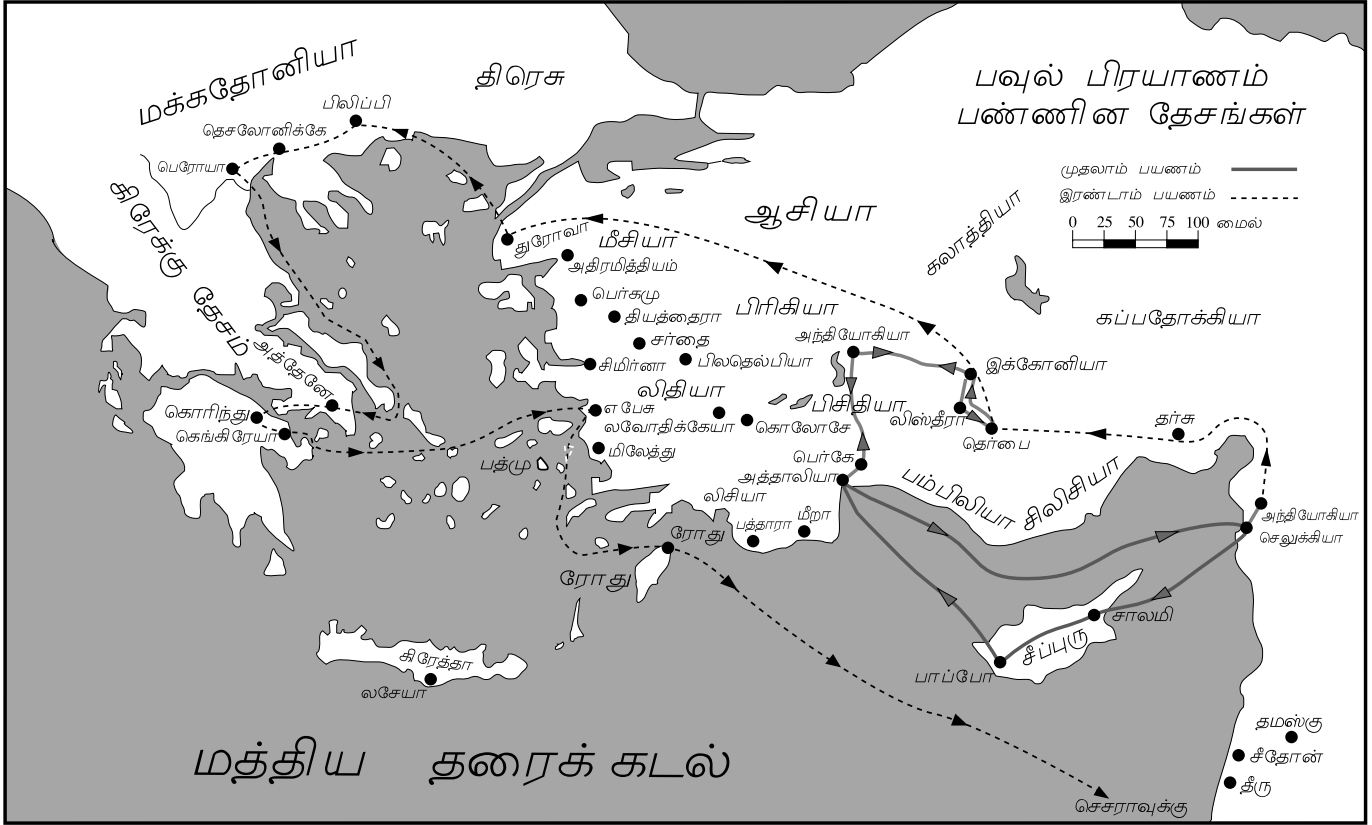 பவுல் பிரயாணம்
பண்ணின தேசங்கள்
முதலாம் பயணம்
இரண்டாம் பயணம்
0 25 50 75 100 மைல்
மக்கதோனியா
திரெசு
பிலிப்பி
தெசலோனிக்கே
பெரோயா
கிரேக்கு தேசம்
ஆசியா
கலாத்தியா
துரோவா
மீசியா
அதிரமித்தியம்
பெர்கமு
தியத்தைரா
பிரிகியா
கப்பதோக்கியா
சர்தை
அந்தியோகியா
சிமிர்னா
பிலதெல்பியா
இக்கோனியா
அத்தேனே
லிதியா
பிசிதியா
லிஸ்தீரா
கொரிந்து
எபேசு
கெங்கிரேயா
லவோதிக்கேயா
கொலோசே
தெர்பை
தர்சு
மிலேத்து
பத்மு
பெர்கே
அத்தாலியா
பம்பிலியா
சிலிசியா
லிசியா
மீறா
பத்தாரா
அந்தியோகியா
செலுக்கியா
ரோது
ரோது
சாலமி
சீப்புரு
பாப்போ
கிரேத்தா
லசேயா
தமஸ்கு
சீதோன்
தீரு
மத்திய தரைக் கடல்
செசராவுக்கு